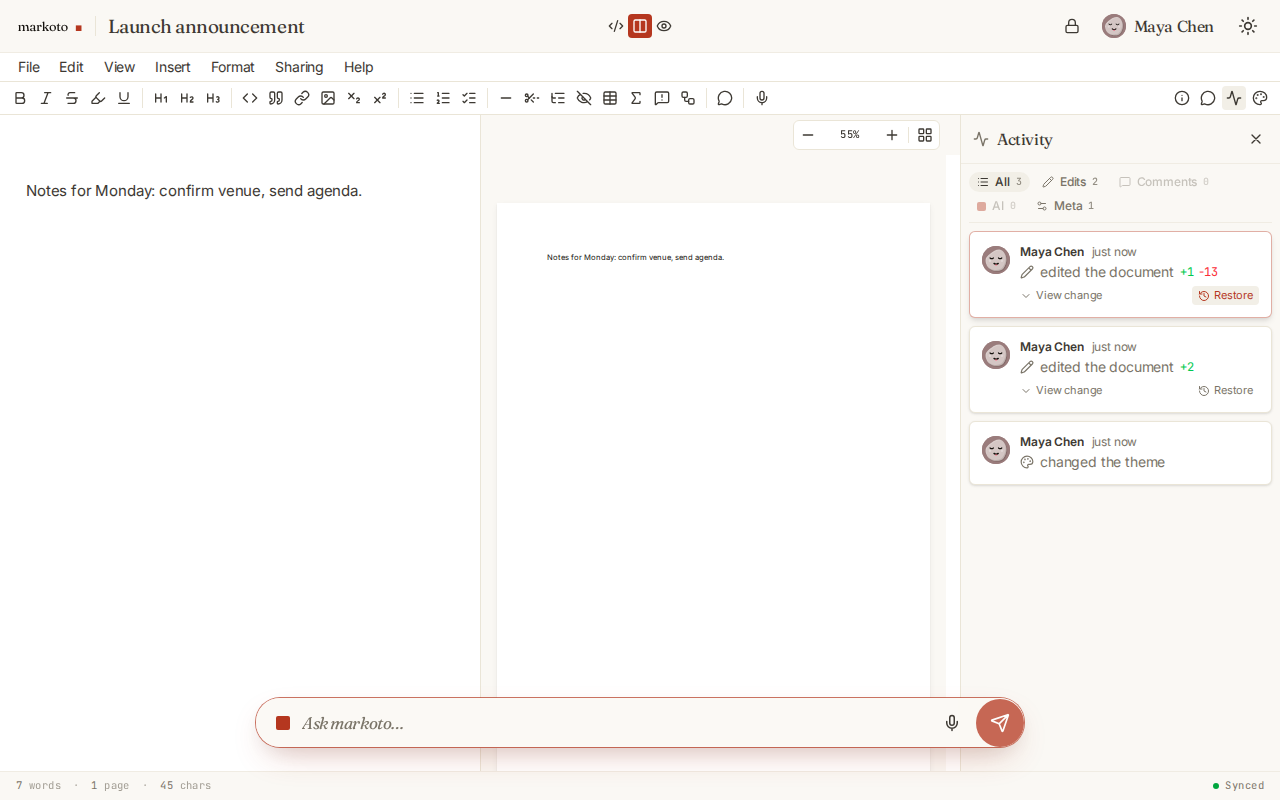 markoto
Launch announcement
Maya Chen
File Edit View Insert Format Sharing Help
H1 H2 H3
55%
Activity
All 3 Edits 2 Comments 0
AI 0 Meta 1
Notes for Monday: confirm venue, send agenda.
Notes for Monday: confirm venue, send agenda.
Maya Chen just now
edited the document +1 -13
View change Restore
Maya Chen just now
edited the document +2
View change Restore
Maya Chen just now
changed the theme
Ask markoto...
7 words · 1 page · 45 chars
Synced